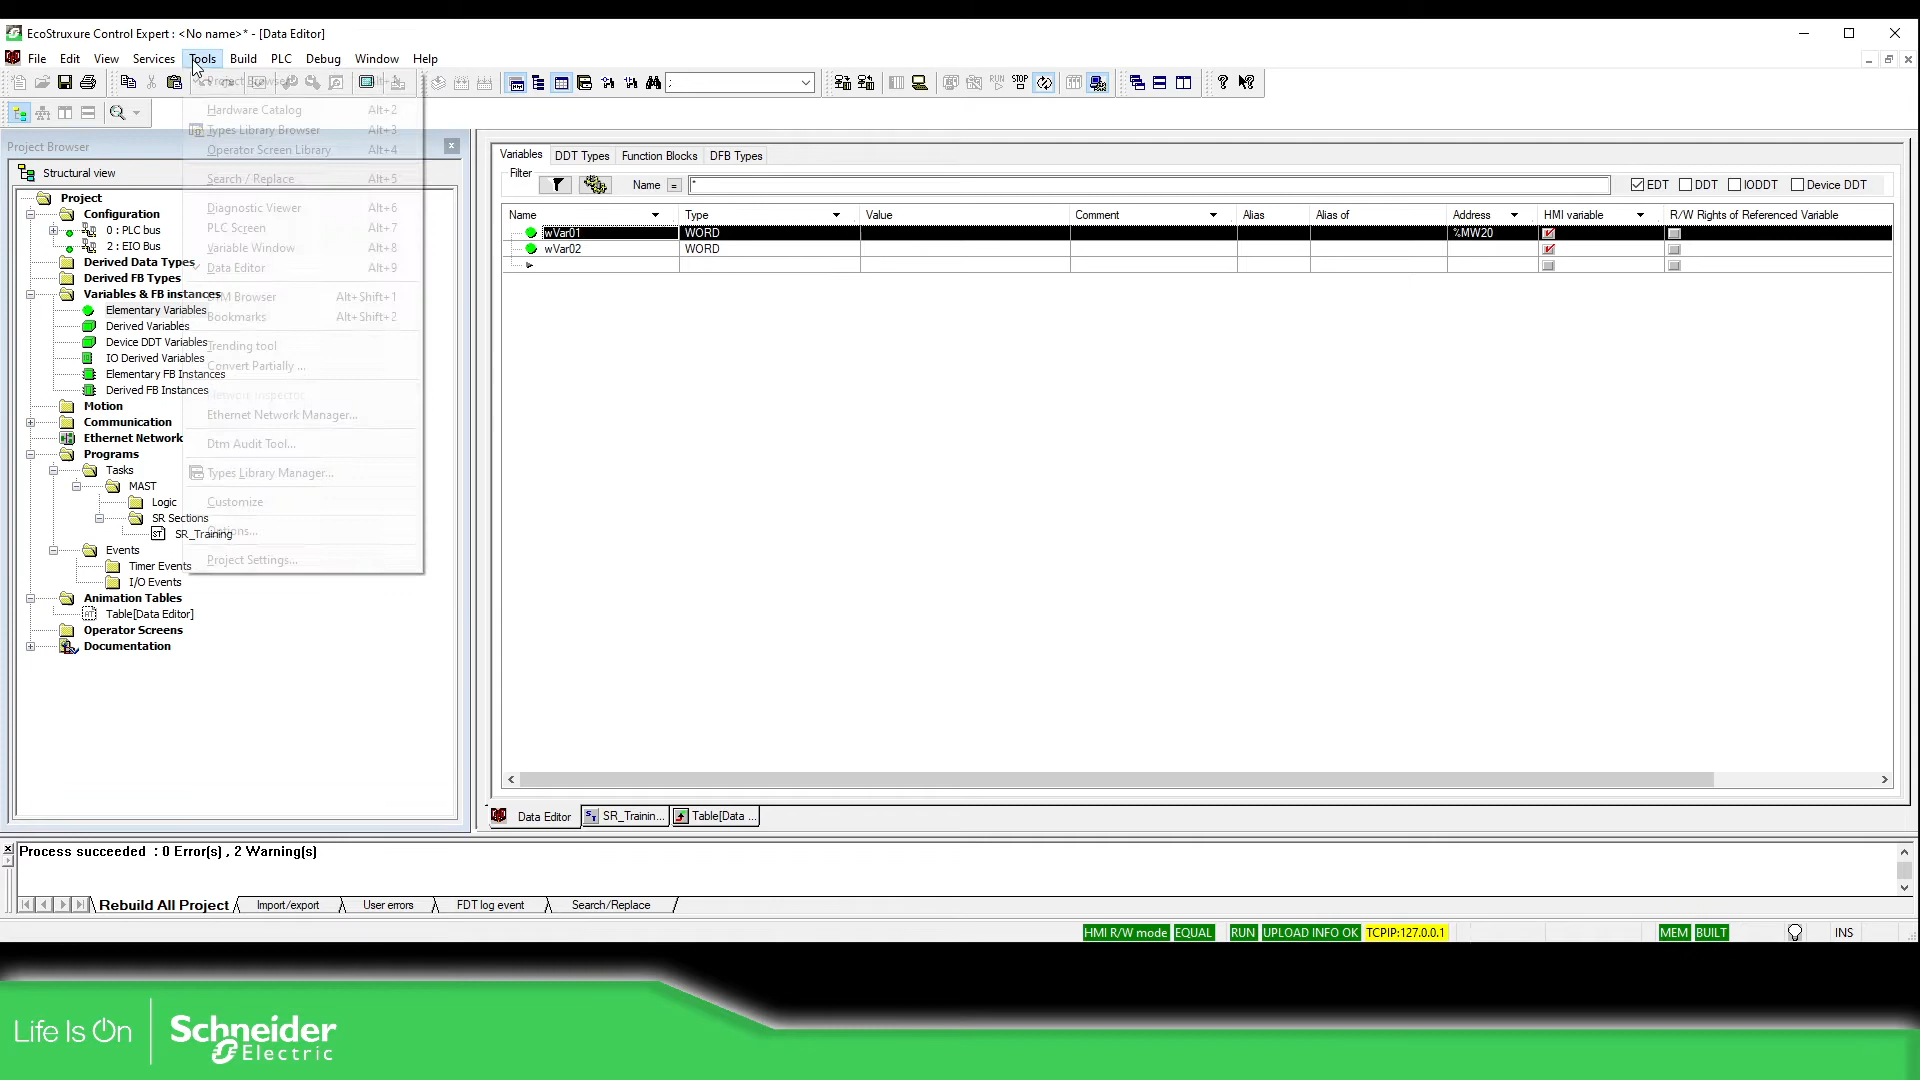 EcoStruxure Control Expert : <No name>* - [Data Editor]
File Edit View Services Tools Build PLC Debug Window Help
Project Browser
Hardware Catalog Alt+2
Types Library Browser Alt+3
Operator Screen Library Alt+4
Search / Replace Alt+5
Diagnostic Viewer Alt+6
PLC Screen Alt+7
Variable Window Alt+8
Data Editor Alt+9
DTM Browser Alt+Shift+1
Bookmarks Alt+Shift+2
Trending tool
Convert Partially ...
Network Inspector
Ethernet Network Manager...
Dtm Audit Tool...
Types Library Manager...
Customize
Options...
Project Settings...
RUN STOP
Project Browser
Structural view
Project
Configuration
0 : PLC bus
2 : EIO Bus
Derived Data Types
Derived FB Types
Variables & FB instances
Elementary Variables
Derived Variables
Device DDT Variables
IO Derived Variables
Elementary FB Instances
Derived FB Instances
Motion
Communication
Ethernet Network
Programs
Tasks
MAST
Logic
SR Sections
SR_Training
Events
Timer Events
I/O Events
Animation Tables
Table[Data Editor]
Operator Screens
Documentation
Variables DDT Types Function Blocks DFB Types
Filter
Name = * EDT DDT IODDT Device DDT
Name Type Value Comment Alias Alias of Address HMI variable R/W Rights of Referenced Variable
wVar01 WORD %MW20
wVar02 WORD
Data Editor SR_Trainin... Table[Data ...
Process succeeded : 0 Error(s) , 2 Warning(s)
Rebuild All Project Import/export User errors FDT log event Search/Replace
HMI R/W mode EQUAL RUN UPLOAD INFO OK TCPIP:127.0.0.1 MEM BUILT INS
Life Is On
Schneider
Electric